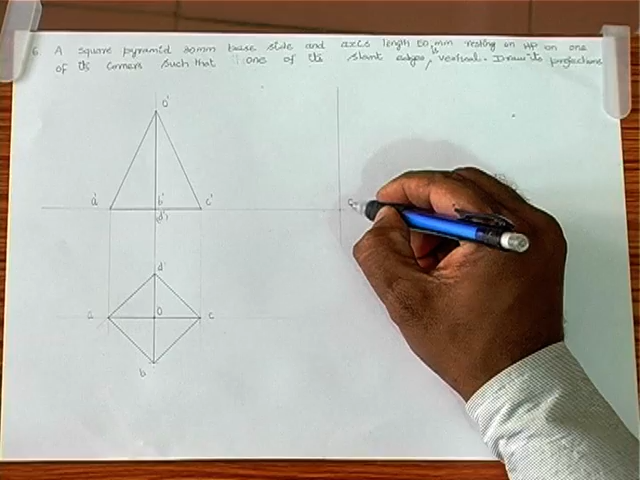 6 A square pyramid 30mm base side and axis length 50 mm resting on HP on one
of its corners such that one of its slant edges, vertical. Draw its projections
o'
a' b' c'
(d')
d'
a o c
b
c